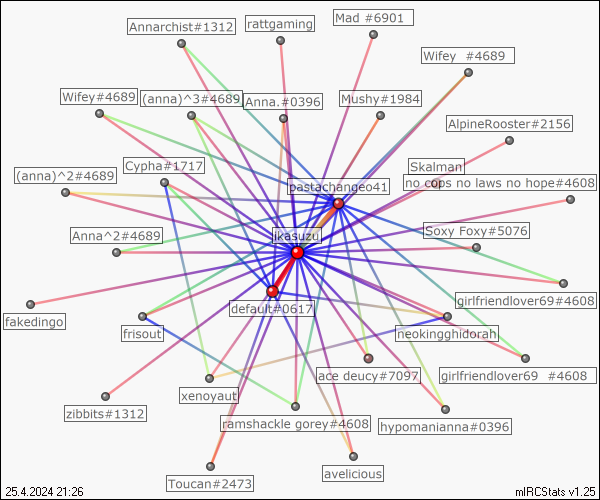 Annarchist#1312
rattgaming
Mad #6901
Wifey  #4689
Wifey#4689
(anna)^3#4689
Anna.#0396
Mushy#1984
AlpineRooster#2156
Cypha#1717
(anna)^2#4689
Skalman
pastachangeo41
no cops no laws no hope#4608
Anna^2#4689
ikasuzu
Soxy Foxy#5076
girlfriendlover69#4608
default#0617
fakedingo
frisout
neokingghidorah
ace deucy#7097
girlfriendlover69  #4608
xenoyaut
zibbits#1312
ramshackle gorey#4608
hypomanianna#0396
Toucan#2473
avelicious
25.4.2024 21:26
mIRCStats v1.25